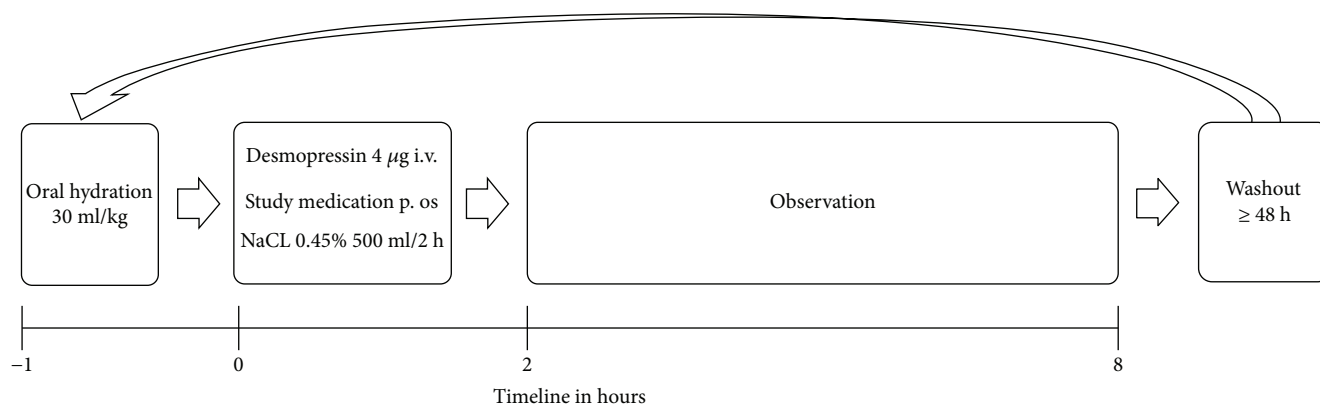 Oral hydration
30 ml/kg
Desmopressin 4 μg i.v.
Study medication p. os
NaCL 0.45% 500 ml/2 h
Observation
Washout
≥ 48 h
−1
0
2
8
Timeline in hours